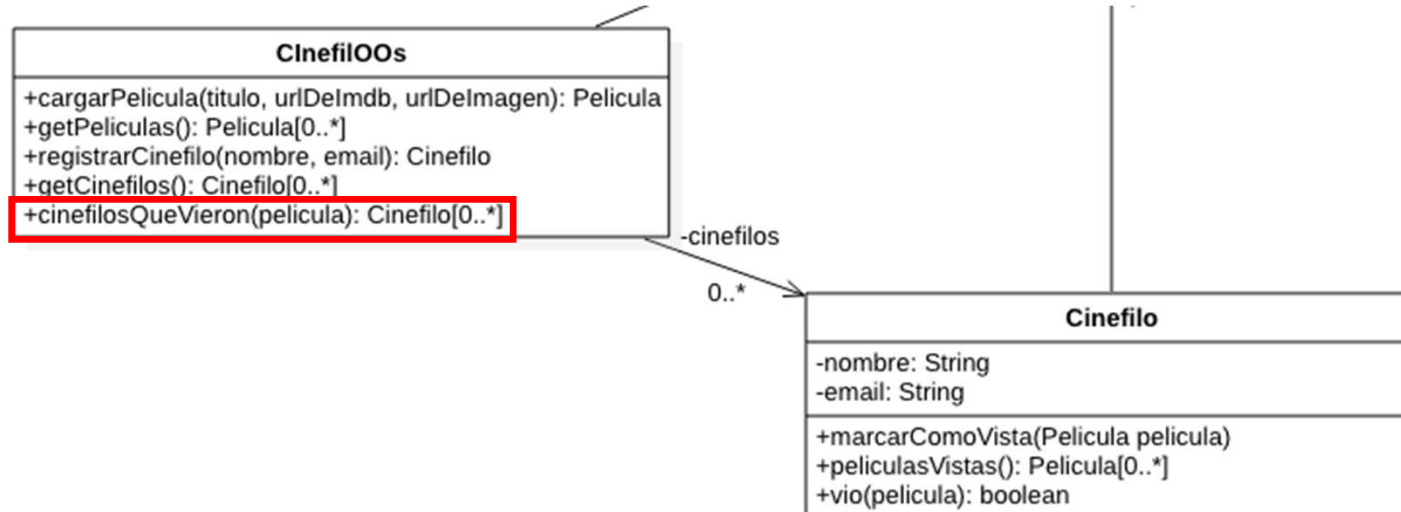 CInefilOOs
+cargarPelicula(titulo, urlDeImdb, urlDeImagen): Pelicula
+getPeliculas(): Pelicula[0..*]
+registrarCinefilo(nombre, email): Cinefilo
+getCinefilos(): Cinefilo[0..*]
+cinefilosQueVieron(pelicula): Cinefilo[0..*]
-cinefilos
0..*
Cinefilo
-nombre: String
-email: String
+marcarComoVista(Pelicula pelicula)
+peliculasVistas(): Pelicula[0..*]
+vio(pelicula): boolean